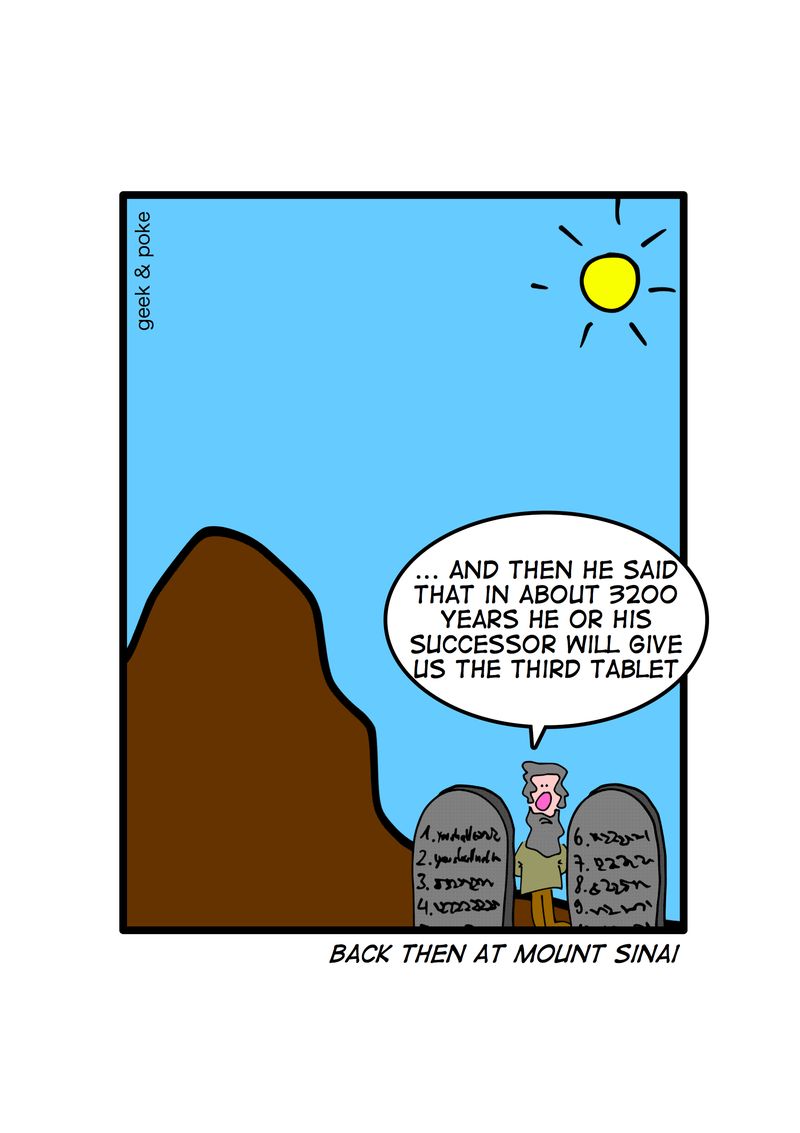 geek & poke
... AND THEN HE SAID
THAT IN ABOUT 3200
YEARS HE OR HIS
SUCCESSOR WILL GIVE
US THE THIRD TABLET
1.
2.
3.
4.
6.
7.
8.
9.
BACK THEN AT MOUNT SINAI